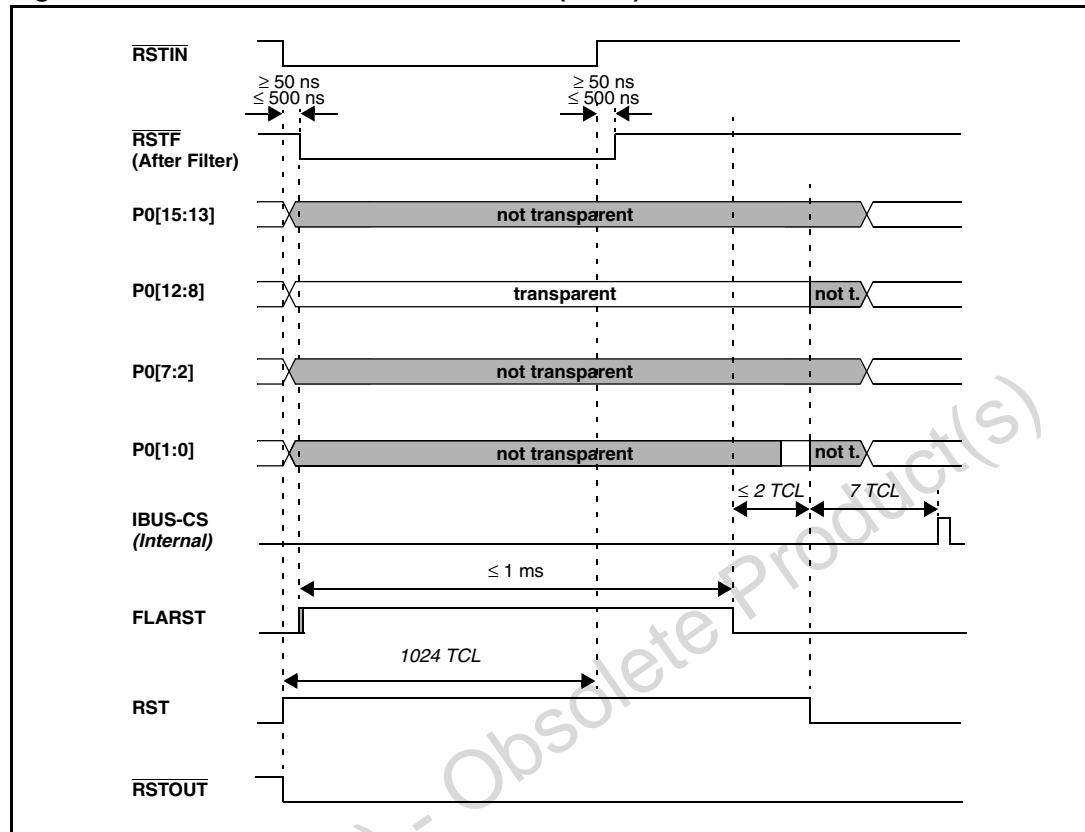 RSTIN
≥ 50 ns ≥ 50 ns
≤ 500 ns ≤ 500 ns
RSTF
(After Filter)
P0[15:13] not transparent
P0[12:8] transparent not t.
P0[7:2] not transparent
P0[1:0] not transparent not t.
≤ 2 TCL 7 TCL
IBUS-CS
(Internal)
≤ 1 ms
FLARST
1024 TCL
RST
RSTOUT
- Obsolete Product(s)